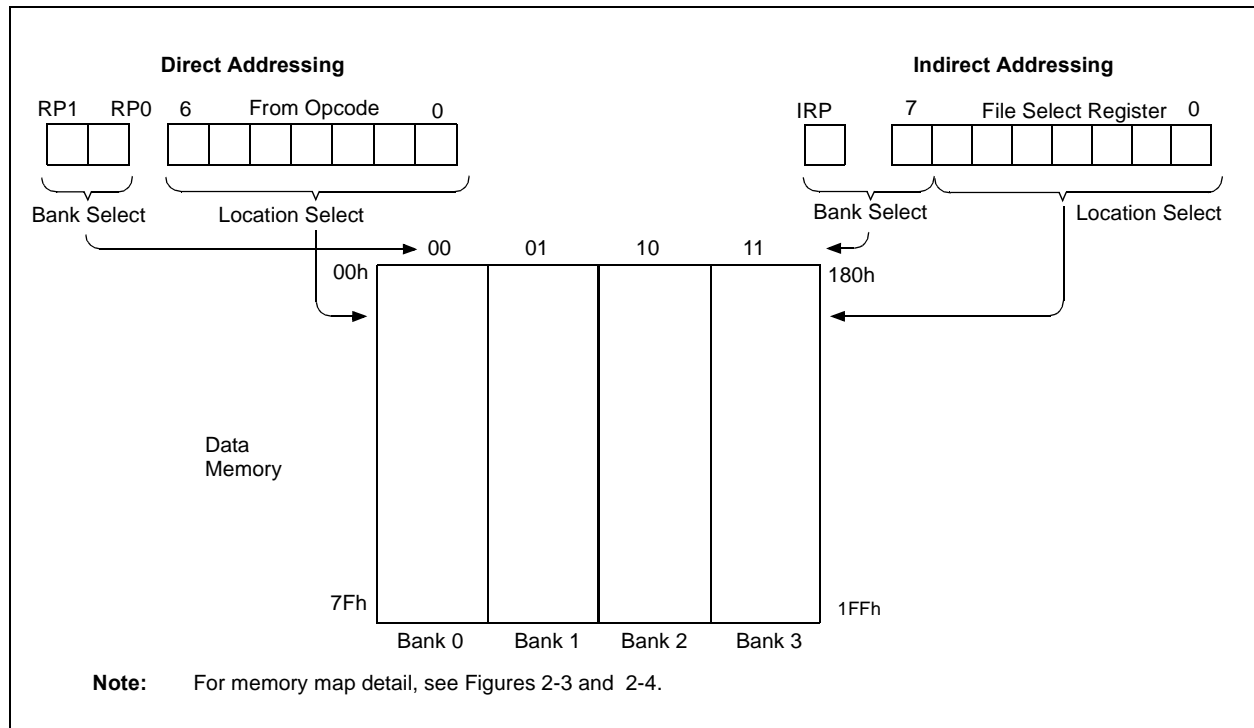 Direct Addressing
Indirect Addressing
RP1 RP0 6 From Opcode 0
IRP 7 File Select Register 0
Bank Select Location Select
Bank Select Location Select
00 01 10 11
00h
180h
Data
Memory
7Fh
1FFh
Bank 0 Bank 1 Bank 2 Bank 3
Note: For memory map detail, see Figures 2-3 and 2-4.